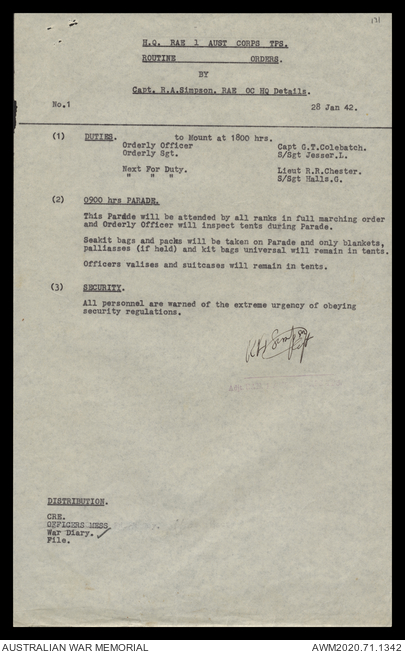 131
H.Q. RAE 1 AUST CORPS TPS.
ROUTINE ORDERS.
BY
Capt. R.A.Simpson. RAE OC HQ Details.
No.1
28 Jan 42.
(1) DUTIES. to Mount at 1800 hrs.
Orderly Officer Capt G.T.Colebatch.
Orderly Sgt. S/Sgt Jesser.L.
Next For Duty. Lieut R.R.Chester.
" " " S/Sgt Halls.G.
(2) 0900 hrs PARADE.
This Parade will be attended by all ranks in full marching order
and Orderly Officer will inspect tents during Parade.
Seakit bags and packs will be taken on Parade and only blankets,
palliasses (if held) and kit bags universal will remain in tents.
Officers valises and suitcases will remain in tents.
(3) SECURITY.
All personnel are warned of the extreme urgency of obeying
security regulations.
Simpson
Capt
DISTRIBUTION.
CRE.
OFFICERS MESS
War Diary. ✓
File.
AUSTRALIAN WAR MEMORIAL
AWM2020.71.1342